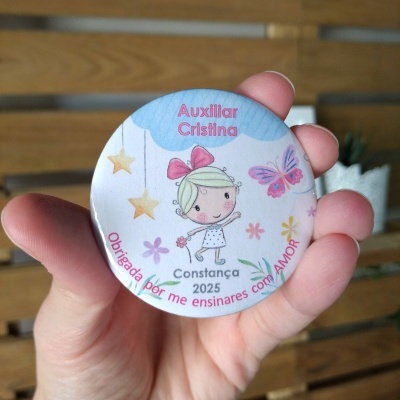 Auxiliar
Cristina
Constança
2025
Obrigada por me ensinares com AMOR